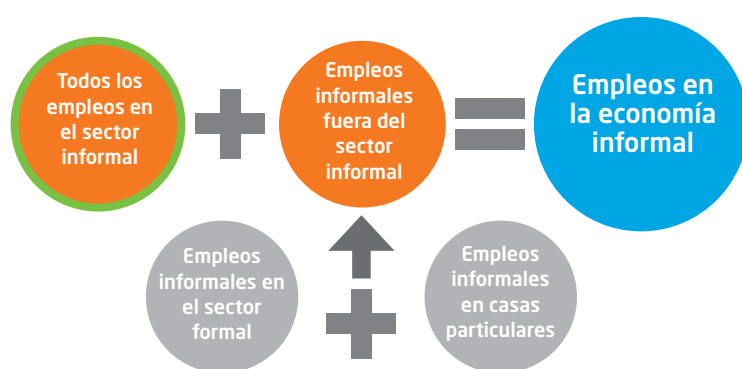 Todos los
empleos en
el sector
informal
Empleos
informales
fuera del
sector
informal
Empleos en
la economía
informal
Empleos
informales en
el sector
formal
Empleos
informales
en casas
particulares